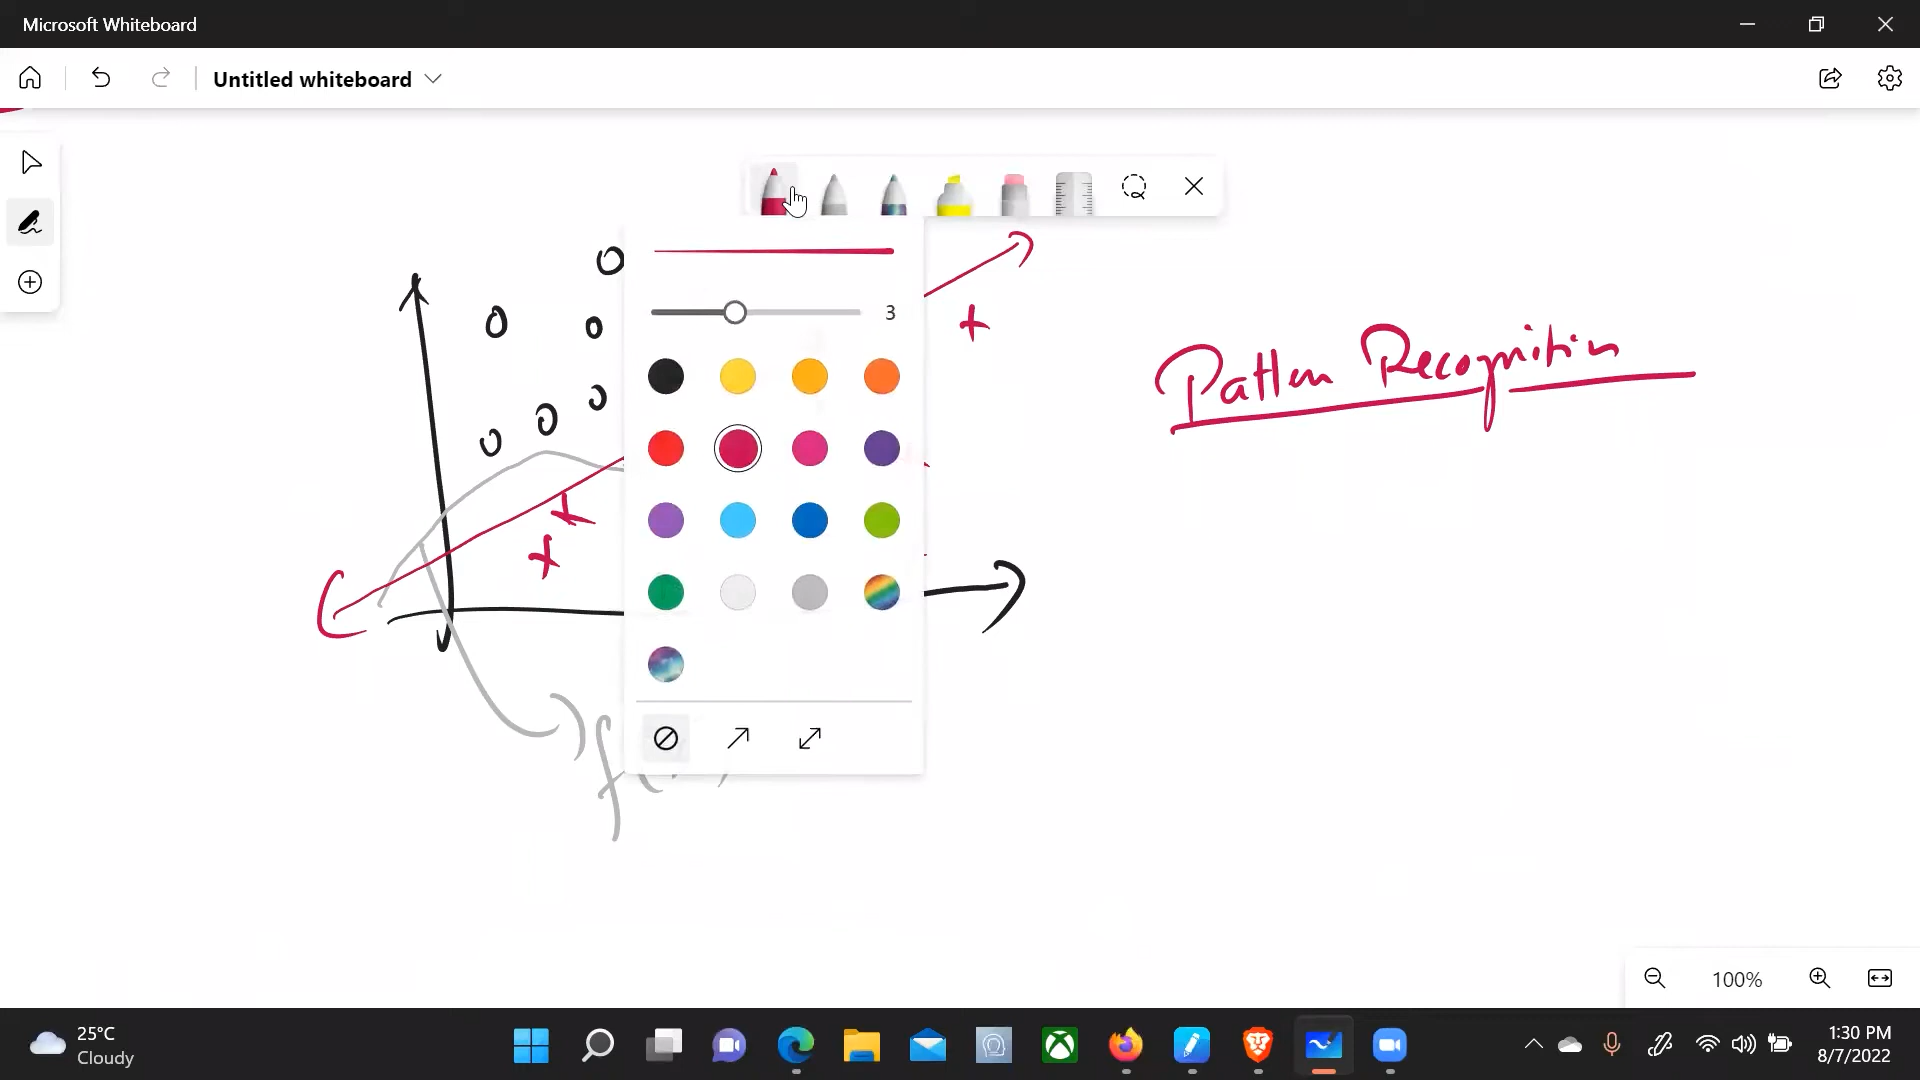 Microsoft Whiteboard
Untitled whiteboard
3
Pattern Recognition
100%
25°C
Cloudy
1:30 PM
8/7/2022